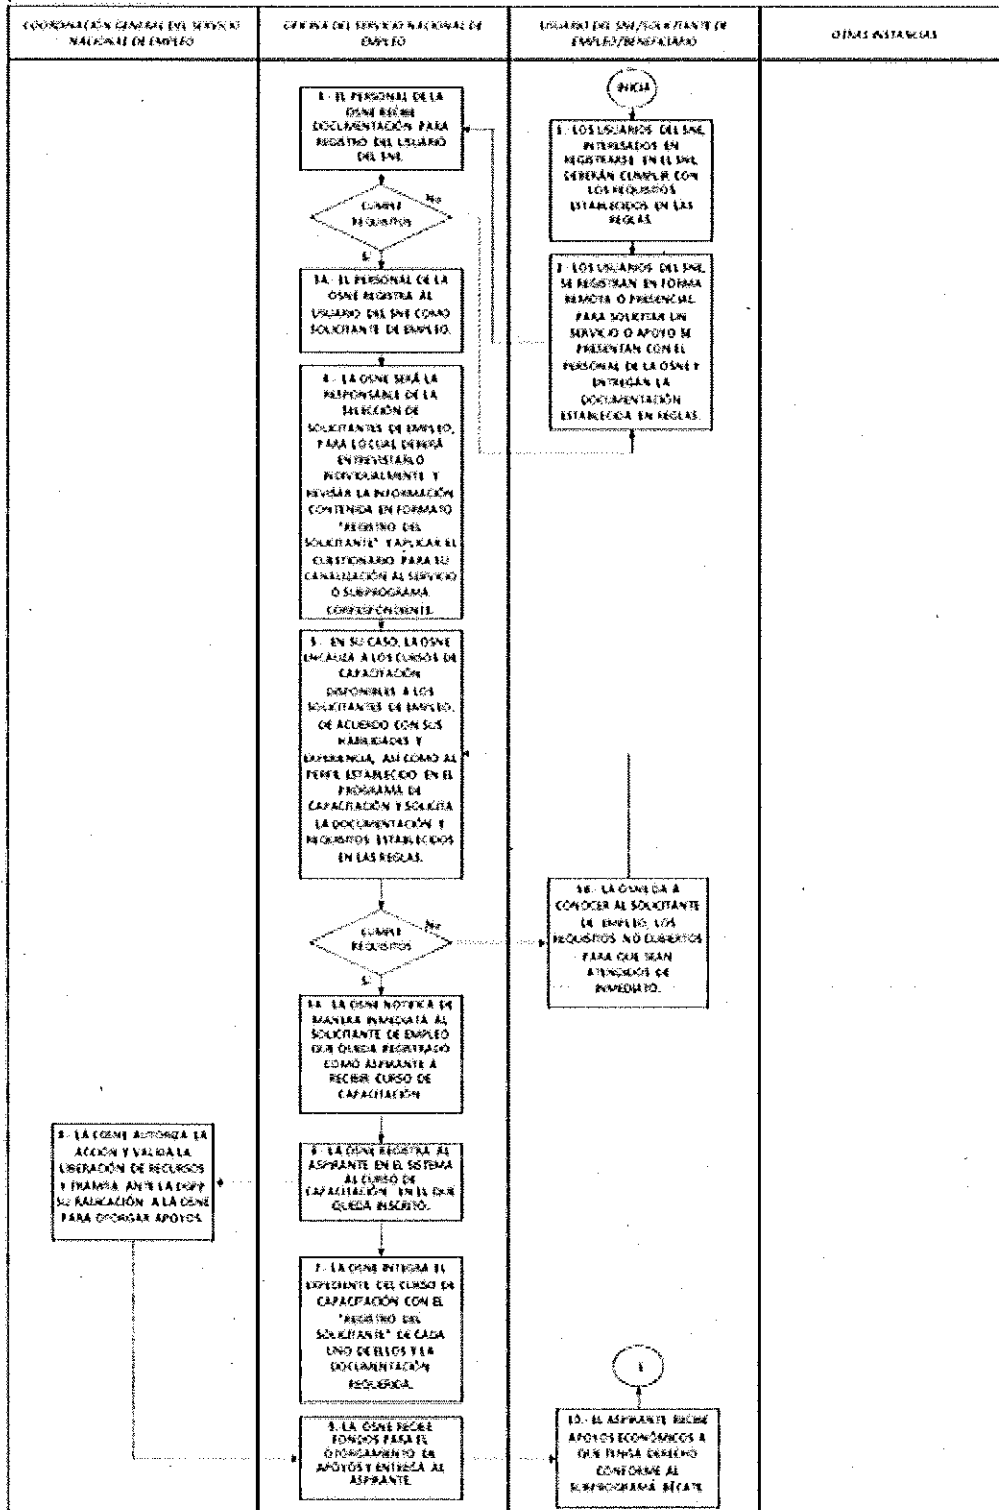 COORDINACIÓN GENERAL DEL SERVICIO
NACIONAL DE EMPLEO
OFICINA DEL SERVICIO NACIONAL DE
EMPLEO
USUARIO DEL SNE/SOLICITANTE DE
EMPLEO/BENEFICIARIO
OTRAS INSTANCIAS
INICIA
1.- LOS USUARIOS DEL SNE,
INTERESADOS EN
REGISTRARSE EN EL SNE,
DEBERÁN CUMPLIR CON
LOS REQUISITOS
ESTABLECIDOS EN LAS
REGLAS.
2.- LOS USUARIOS DEL SNE,
SE REGISTRAN EN FORMA
REMOTA O PRESENCIAL.
PARA SOLICITAR UN
SERVICIO O APOYO SE
PRESENTAN CON EL
PERSONAL DE LA OSNE Y
ENTREGAN LA
DOCUMENTACIÓN
ESTABLECIDA EN REGLAS.
EL PERSONAL DE LA
OSNE RECIBE
DOCUMENTACIÓN PARA
REGISTRO DEL USUARIO
DEL SNE.
CUMPLE
REQUISITOS
No
Si
3A.- EL PERSONAL DE LA
OSNE REGISTRA AL
USUARIO DEL SNE COMO
SOLICITANTE DE EMPLEO.
4.- LA OSNE SERÁ LA
RESPONSABLE DE LA
SELECCIÓN DE
SOLICITANTES DE EMPLEO,
PARA LO CUAL DEBERÁ
ENTREVISTARLO
INDIVIDUALMENTE Y
REVISAR LA INFORMACIÓN
CONTENIDA EN FORMATO
"REGISTRO DEL
SOLICITANTE" Y APLICAR EL
CUESTIONARIO PARA SU
CANALIZACIÓN AL SERVICIO
O SUBPROGRAMA
CORRESPONDIENTE.
5.- EN SU CASO, LA OSNE
ENCAUZA A LOS CURSOS DE
CAPACITACIÓN
DISPONIBLES A LOS
SOLICITANTES DE EMPLEO,
DE ACUERDO CON SUS
HABILIDADES Y
EXPERIENCIA, ASÍ COMO AL
PERFIL ESTABLECIDO EN EL
PROGRAMA DE
CAPACITACIÓN Y SOLICITA
LA DOCUMENTACIÓN Y
REQUISITOS ESTABLECIDOS
EN LAS REGLAS.
CUMPLE
REQUISITOS
No
Si
5B.- LA OSNE DA A
CONOCER AL SOLICITANTE
DE EMPLEO, LOS
REQUISITOS NO CUBIERTOS
PARA QUE SEAN
ATENDIDOS DE
INMEDIATO.
5A.- LA OSNE NOTIFICA DE
MANERA INMEDIATA AL
SOLICITANTE DE EMPLEO
QUE QUEDA REGISTRADO
COMO ASPIRANTE A
RECIBIR CURSO DE
CAPACITACIÓN
6.- LA OSNE REGISTRA AL
ASPIRANTE EN EL SISTEMA
AL CURSO DE
CAPACITACIÓN EN EL QUE
QUEDA INSCRITO.
8.- LA CGSNE AUTORIZA LA
ACCIÓN Y VALIDA LA
LIBERACIÓN DE RECURSOS
Y TRAMITA ANTE LA DGPP
SU RADICACIÓN A LA OSNE
PARA OTORGAR APOYOS.
7.- LA OSNE INTEGRA EL
EXPEDIENTE DEL CURSO DE
CAPACITACIÓN CON EL
"REGISTRO DEL
SOLICITANTE" DE CADA
UNO DE ELLOS Y LA
DOCUMENTACIÓN
REQUERIDA.
9.- LA OSNE RECIBE
FONDOS PARA EL
OTORGAMIENTO DE
APOYOS Y ENTREGA AL
ASPIRANTE.
10.- EL ASPIRANTE RECIBE
APOYOS ECONÓMICOS A
QUE TENGA DERECHO
CONFORME AL
SUBPROGRAMA BÉCATE